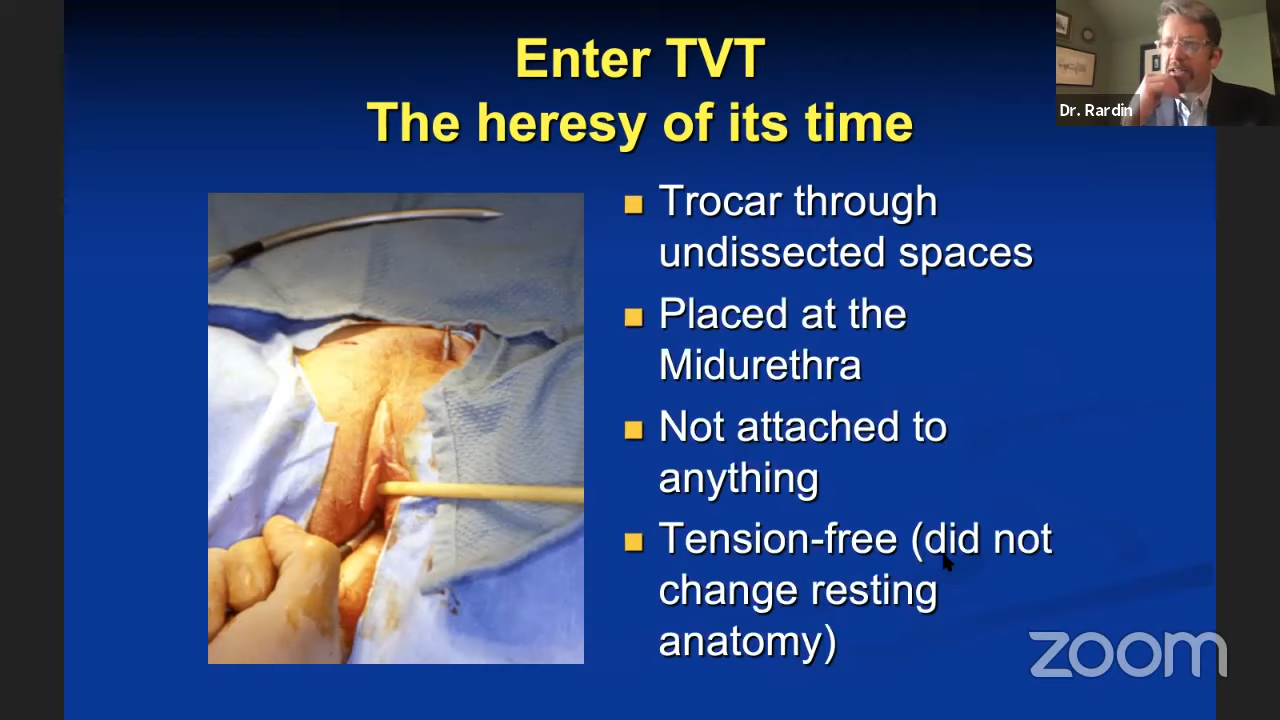 Enter TVT
The heresy of its time
Dr. Rardin
Trocar through
undissected spaces
Placed at the
Midurethra
Not attached to
anything
Tension-free (did not
change resting
anatomy)
zoom